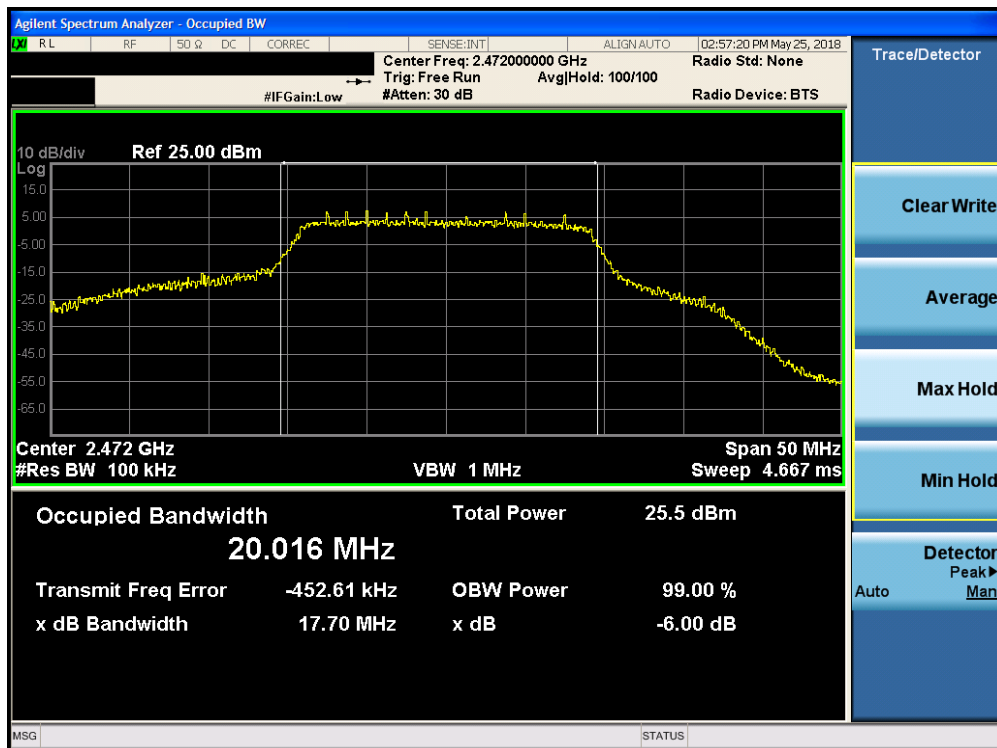 Agilent Spectrum Analyzer - Occupied BW
LXI RL RF 50 Ω DC CORREC SENSE:INT ALIGN AUTO 02:57:20 PM May 25, 2018
Center Freq: 2.472000000 GHz Radio Std: None
Trig: Free Run Avg|Hold: 100/100
#IFGain:Low #Atten: 30 dB Radio Device: BTS
Trace/Detector
10 dB/div Ref 25.00 dBm
Log
15.0
5.00
-5.00
-15.0
-25.0
-35.0
-45.0
-55.0
-65.0
Center 2.472 GHz Span 50 MHz
#Res BW 100 kHz VBW 1 MHz Sweep 4.667 ms
Occupied Bandwidth Total Power 25.5 dBm
20.016 MHz
Transmit Freq Error -452.61 kHz OBW Power 99.00 %
x dB Bandwidth 17.70 MHz x dB -6.00 dB
Clear Write
Average
Max Hold
Min Hold
Detector
Peak▶
Auto Man
MSG STATUS